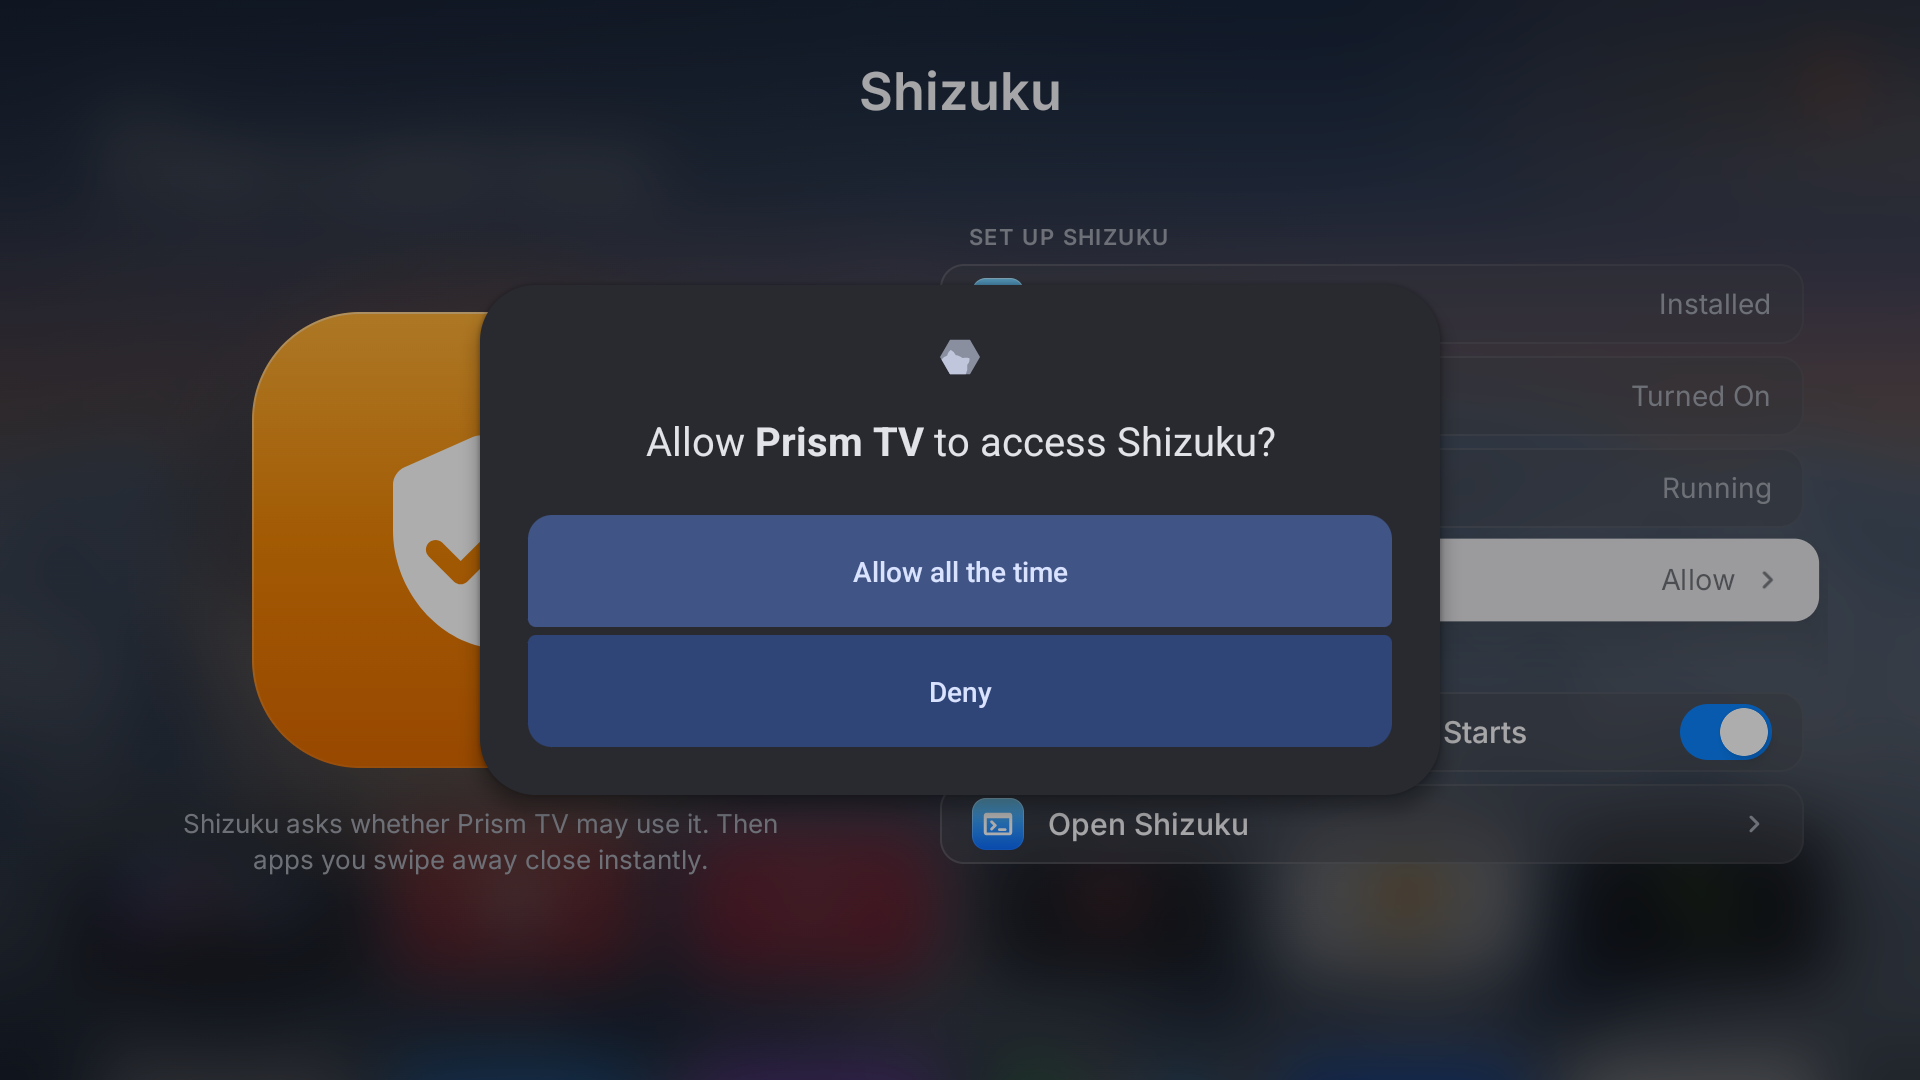 Shizuku
SET UP SHIZUKU
Installed
Turned On
Running
Allow
Allow Prism TV to access Shizuku?
Allow all the time
Deny
Starts
Open Shizuku
Shizuku asks whether Prism TV may use it. Then
apps you swipe away close instantly.